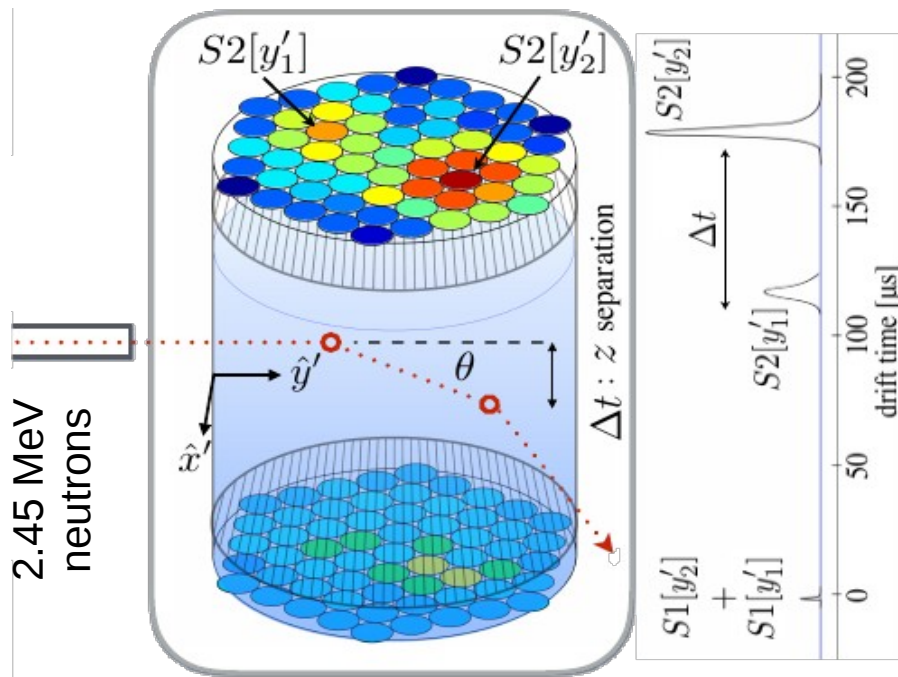 S2[y′₁]
S2[y′₂]
2.45 MeV
neutrons
ŷ′
x̂′
θ
Δt : z separation
S2[y′₂]
Δt
S2[y′₁]
S1[y′₂]
+
S1[y′₁]
200
150
100
50
0
drift time [µs]